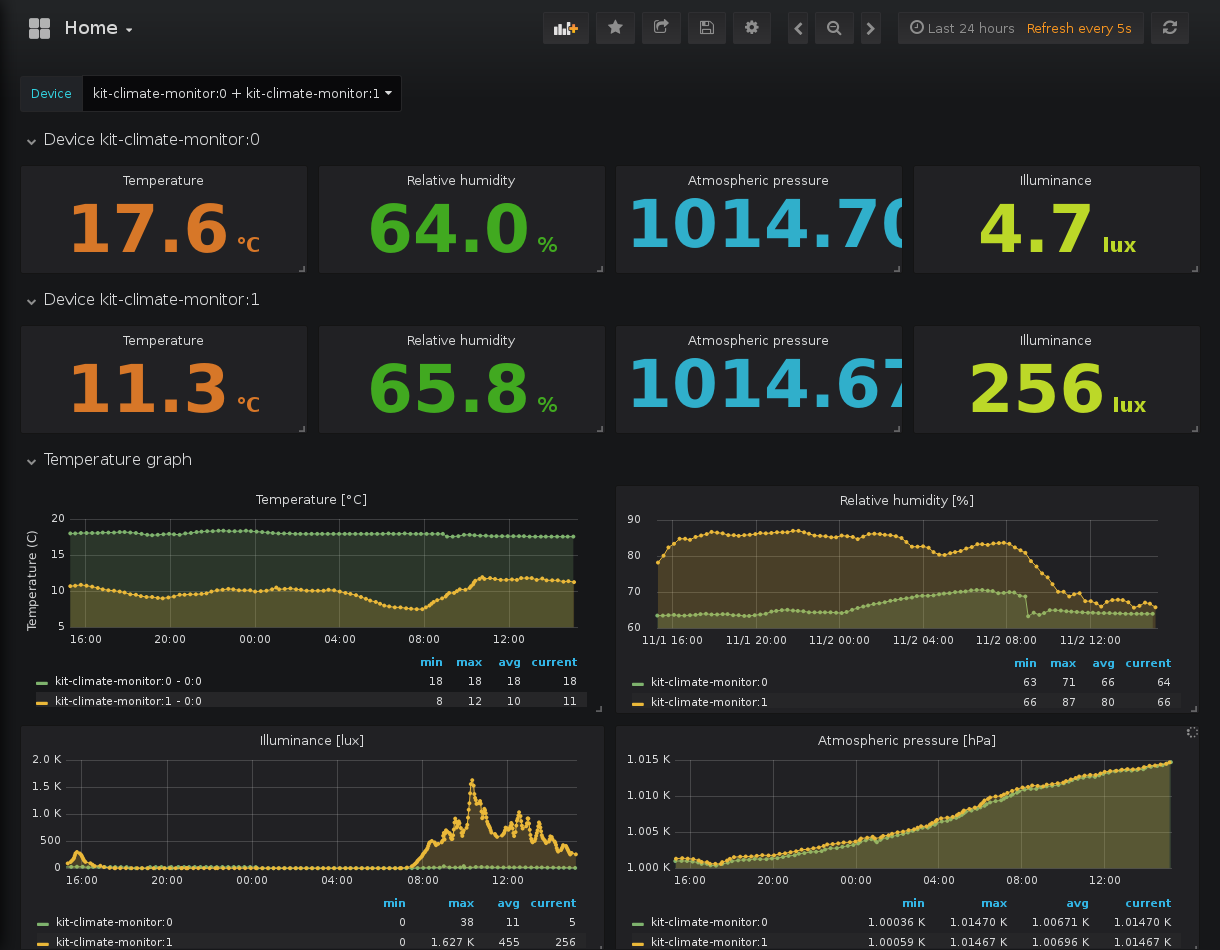 Home
Last 24 hours Refresh every 5s
Device kit-climate-monitor:0 + kit-climate-monitor:1
Device kit-climate-monitor:0
Temperature Relative humidity Atmospheric pressure Illuminance
17.6 °C 64.0 % 1014.70 4.7 lux
Device kit-climate-monitor:1
Temperature Relative humidity Atmospheric pressure Illuminance
11.3 °C 65.8 % 1014.67 256 lux
Temperature graph
Temperature [°C]
Temperature (C)
20
15
10
5
16:00 20:00 00:00 04:00 08:00 12:00
min max avg current
kit-climate-monitor:0 - 0:0 18 18 18 18
kit-climate-monitor:1 - 0:0 8 12 10 11
Relative humidity [%]
90
80
70
60
11/1 16:00 11/1 20:00 11/2 00:00 11/2 04:00 11/2 08:00 11/2 12:00
min max avg current
kit-climate-monitor:0 63 71 66 64
kit-climate-monitor:1 66 87 80 66
Illuminance [lux]
2.0 K
1.5 K
1.0 K
500
0
16:00 20:00 00:00 04:00 08:00 12:00
min max avg current
kit-climate-monitor:0 0 38 11 5
kit-climate-monitor:1 0 1.627 K 455 256
Atmospheric pressure [hPa]
1.015 K
1.010 K
1.005 K
1.000 K
16:00 20:00 00:00 04:00 08:00 12:00
min max avg current
kit-climate-monitor:0 1.00036 K 1.01470 K 1.00671 K 1.01470 K
kit-climate-monitor:1 1.00059 K 1.01467 K 1.00696 K 1.01467 K